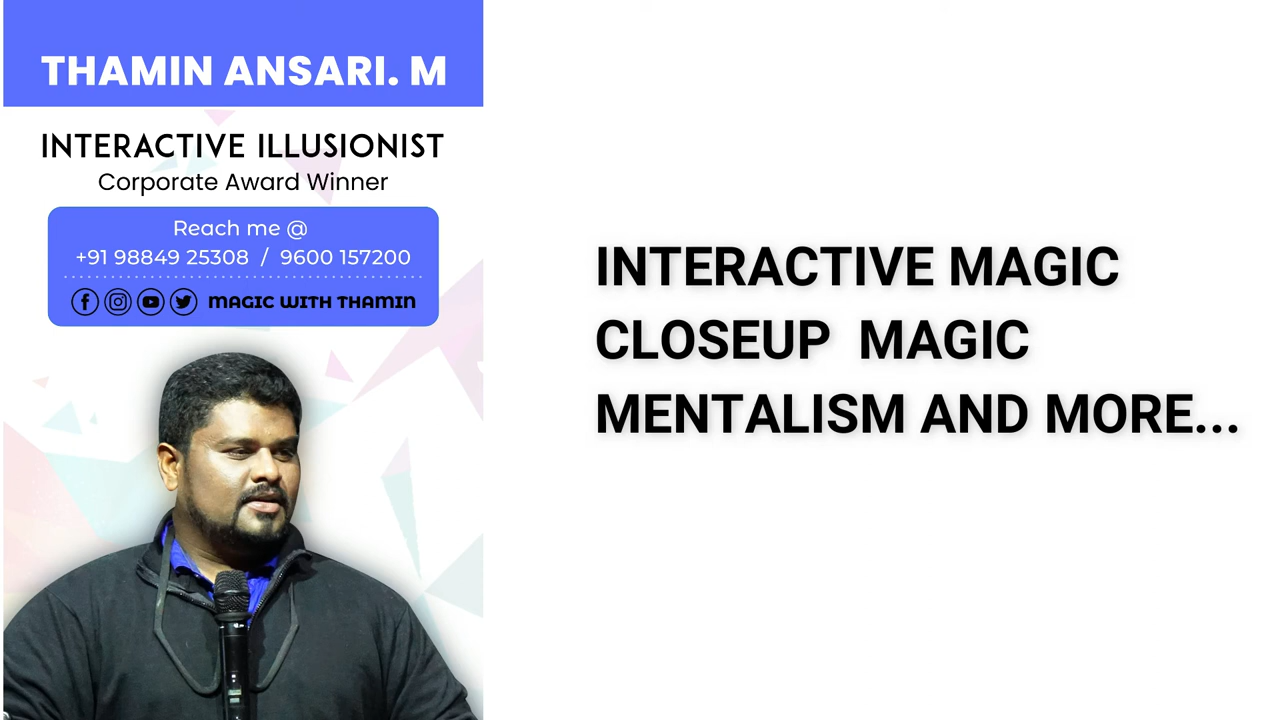 THAMIN ANSARI. M
INTERACTIVE ILLUSIONIST
Corporate Award Winner
Reach me @
+91 98849 25308 / 9600 157200
MAGIC WITH THAMIN
INTERACTIVE MAGIC
CLOSEUP MAGIC
MENTALISM AND MORE...